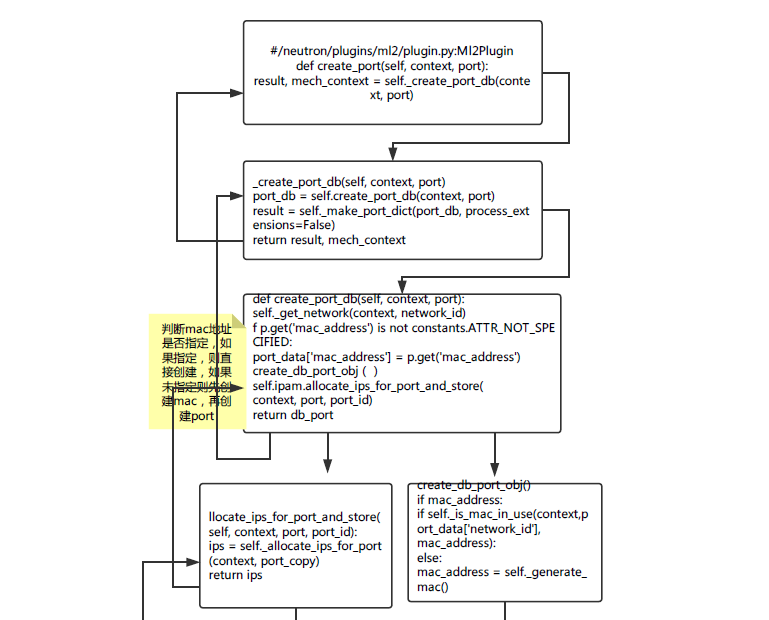 #/neutron/plugins/ml2/plugin.py:Ml2Plugin
def create_port(self, context, port):
result, mech_context = self._create_port_db(conte
xt, port)
_create_port_db(self, context, port)
port_db = self.create_port_db(context, port)
result = self._make_port_dict(port_db, process_ext
ensions=False)
return result, mech_context
def create_port_db(self, context, port):
self._get_network(context, network_id)
f p.get('mac_address') is not constants.ATTR_NOT_SPE
CIFIED:
port_data['mac_address'] = p.get('mac_address')
create_db_port_obj ( )
self.ipam.allocate_ips_for_port_and_store(
context, port, port_id)
return db_port
判断mac地址
是否指定，如
果指定，则直
接创建，如果
未指定则先创
建mac，再创
建port
llocate_ips_for_port_and_store(
self, context, port, port_id):
ips = self._allocate_ips_for_port
(context, port_copy)
return ips
create_db_port_obj()
if mac_address:
if self._is_mac_in_use(context,p
ort_data['network_id'],
mac_address):
else:
mac_address = self._generate_
mac()